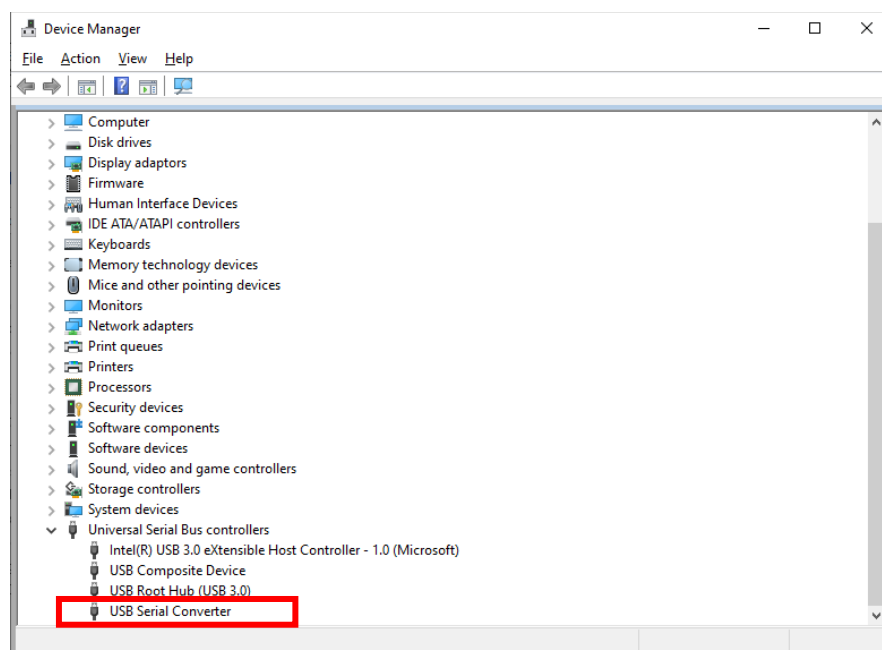 Device Manager
File Action View Help
Computer
Disk drives
Display adaptors
Firmware
Human Interface Devices
IDE ATA/ATAPI controllers
Keyboards
Memory technology devices
Mice and other pointing devices
Monitors
Network adapters
Print queues
Printers
Processors
Security devices
Software components
Software devices
Sound, video and game controllers
Storage controllers
System devices
Universal Serial Bus controllers
Intel(R) USB 3.0 eXtensible Host Controller - 1.0 (Microsoft)
USB Composite Device
USB Root Hub (USB 3.0)
USB Serial Converter